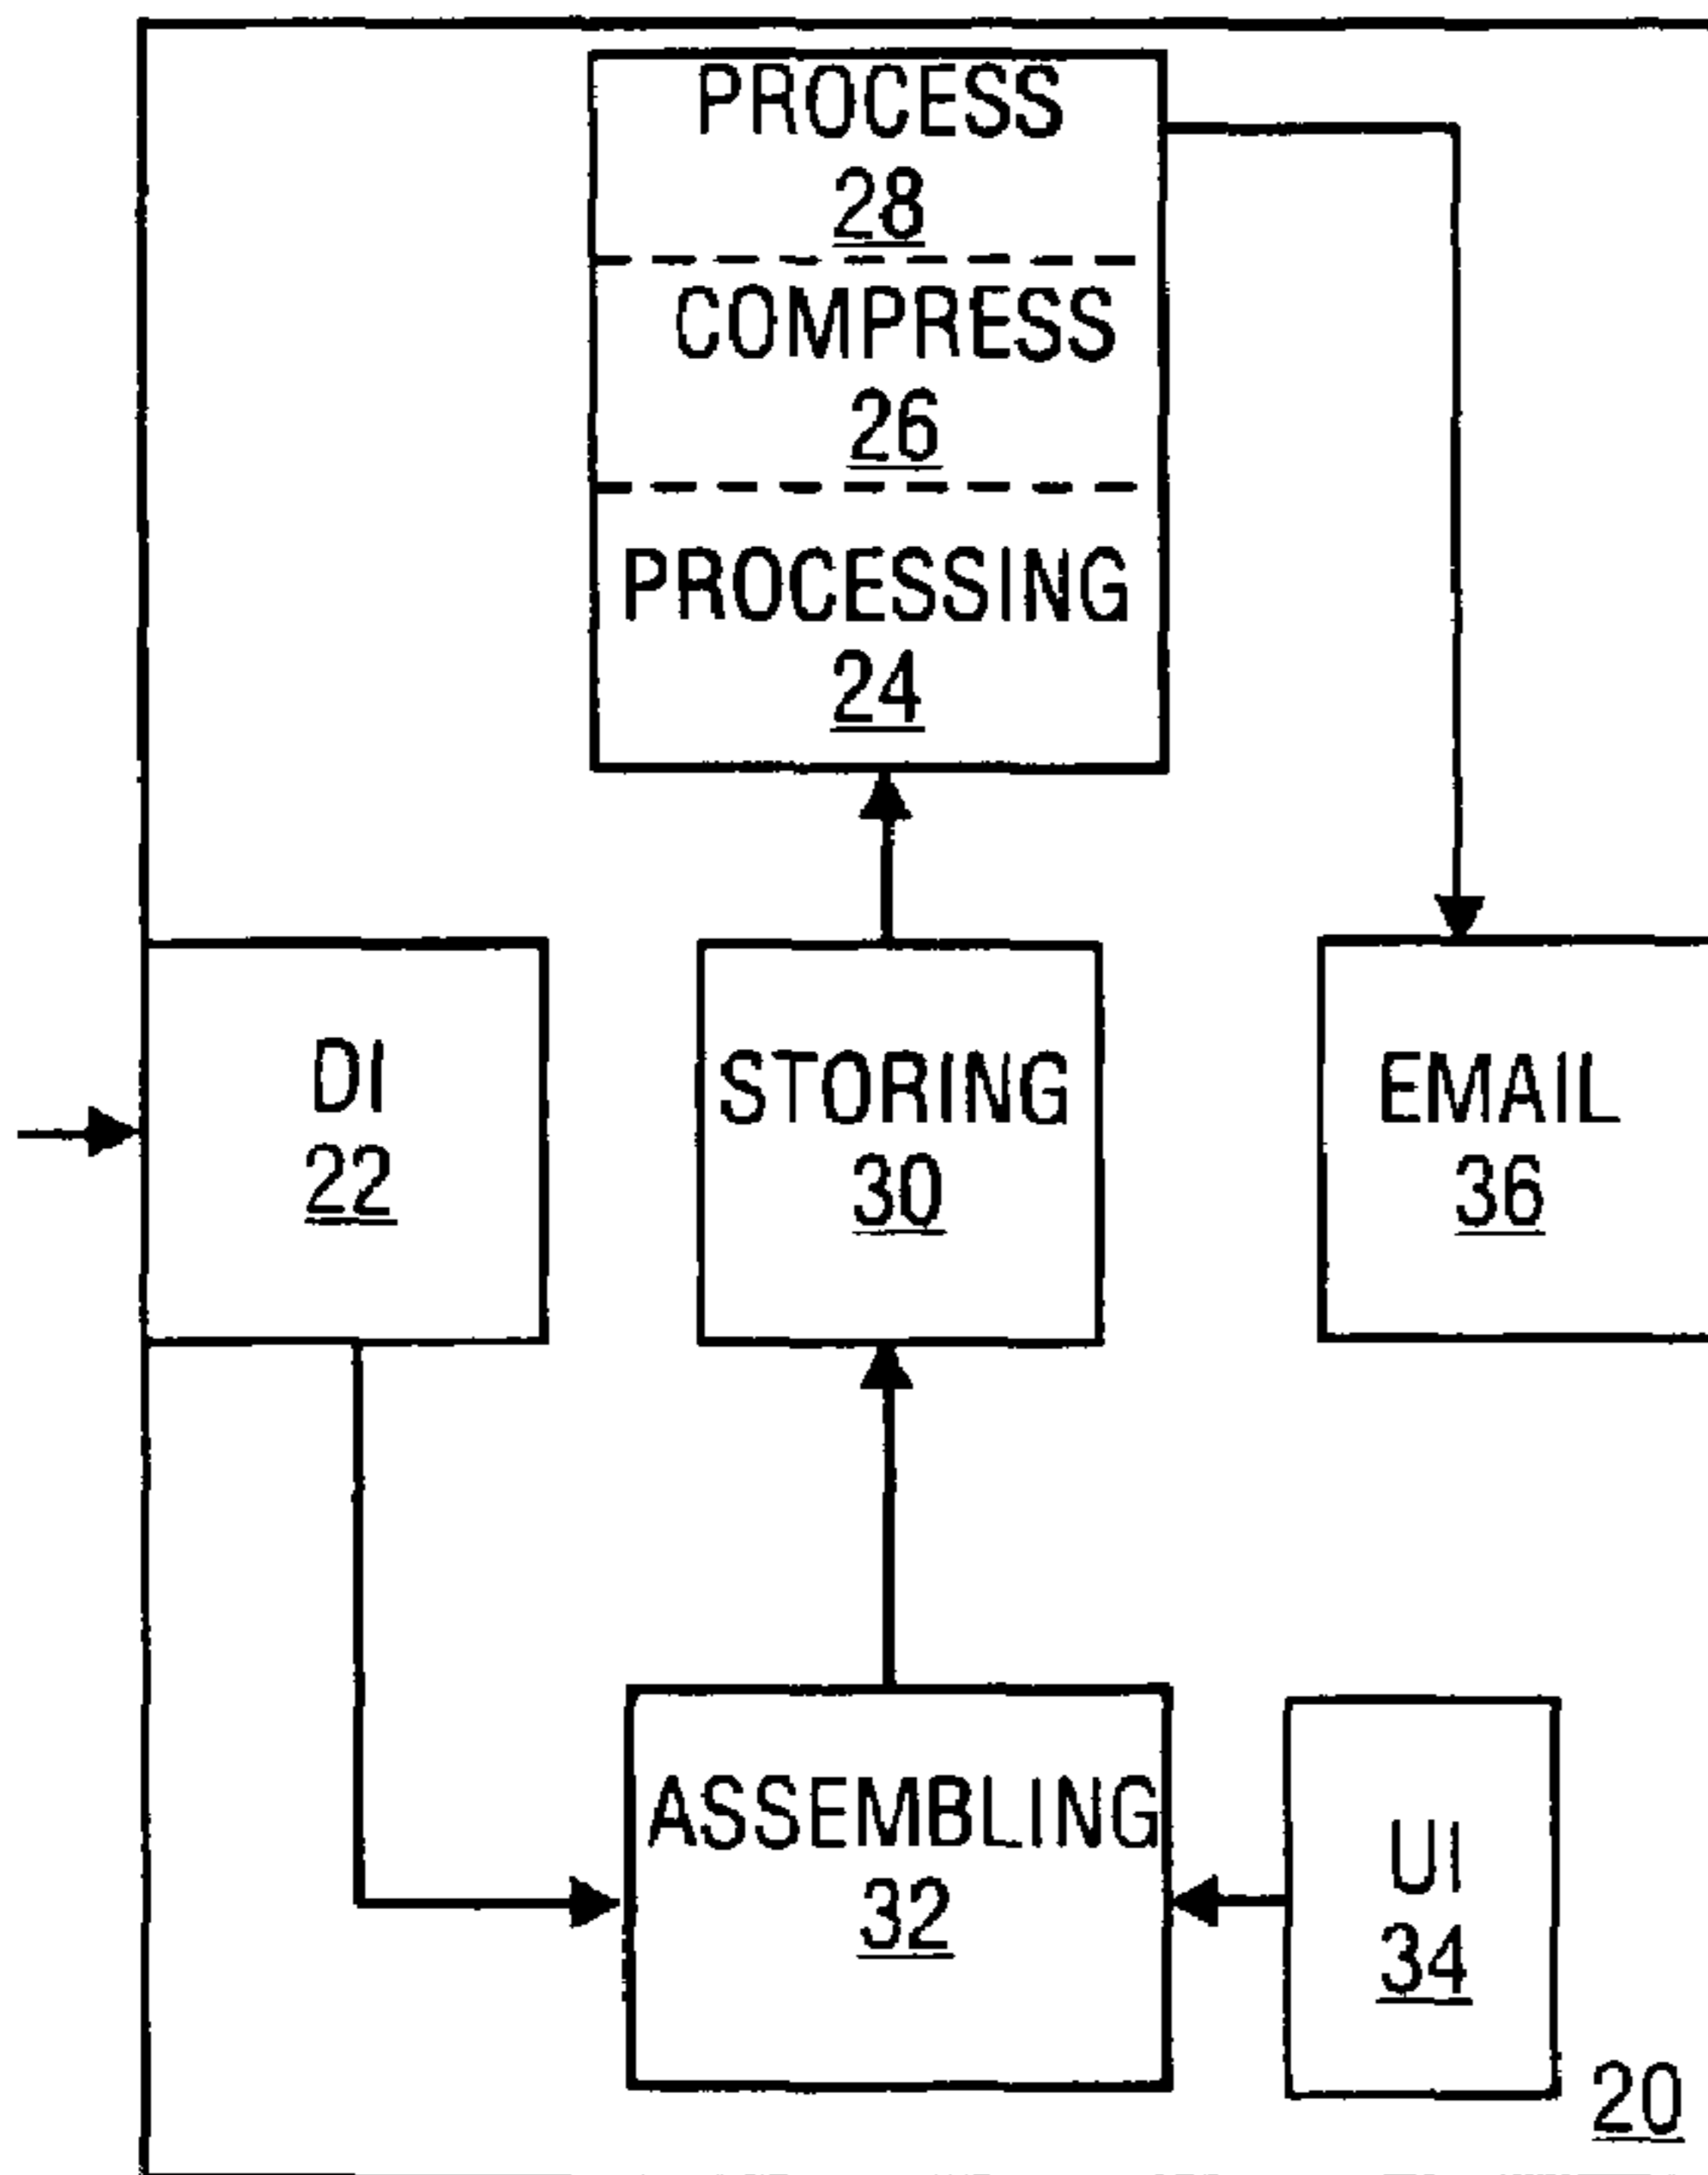 PROCESS
28
COMPRESS
26
PROCESSING
24
DI
22
STORING
30
EMAIL
36
ASSEMBLING
32
UI
34
20